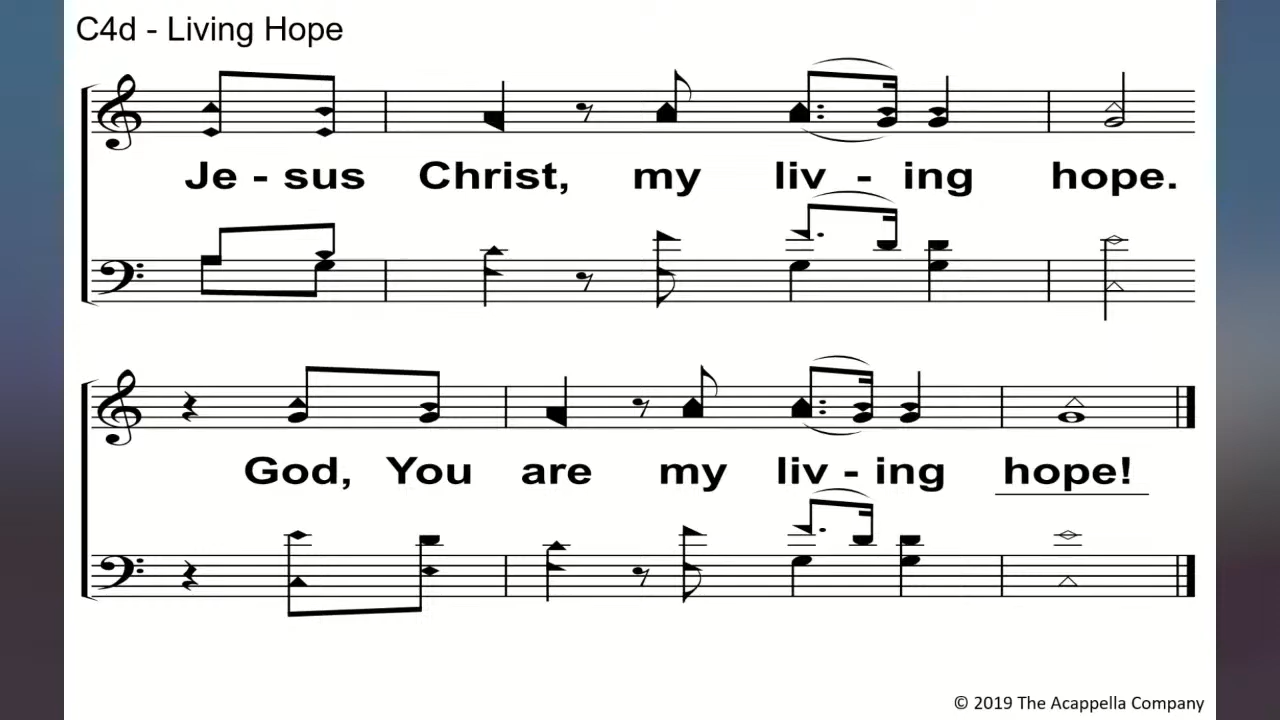 C4d - Living Hope
Je - sus Christ, my liv - ing hope.
God, You are my liv - ing hope!
© 2019 The Acappella Company